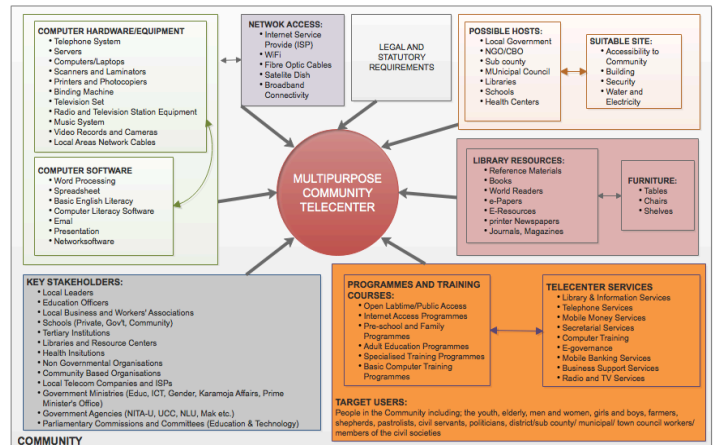 COMPUTER HARDWARE/EQUIPMENT
• Telephone System
• Servers
• Computers/Laptops
• Scanners and Laminators
• Printers and Photocopiers
• Binding Machine
• Television Set
• Radio and Television Station Equipment
• Music System
• Video Records and Cameras
• Local Areas Network Cables
COMPUTER SOFTWARE
• Word Processing
• Spreadsheet
• Basic English Literacy
• Computer Literacy Software
• Emal
• Presentation
• Networksoftware
NETWOK ACCESS:
• Internet Service
Provide (ISP)
• WiFi
• Fibre Optic Cables
• Satelite Dish
• Broadband
Connectivity
LEGAL AND
STATUTORY
REQUIREMENTS
POSSIBLE HOSTS:
• Local Government
• NGO/CBO
• Sub county
• MUnicipal Council
• Libraries
• Schools
• Health Centers
SUITABLE SITE:
• Accessibility to
Community
• Building
• Security
• Water and
Electricity
MULTIPURPOSE
COMMUNITY
TELECENTER
LIBRARY RESOURCES:
• Reference Materials
• Books
• World Readers
• e-Papers
• E-Resources
• printer Newspapers
• Journals, Magazines
FURNITURE:
• Tables
• Chairs
• Shelves
KEY STAKEHOLDERS:
• Local Leaders
• Education Officers
• Local Business and Workers' Associations
• Schools (Private, Gov't, Community)
• Tertiary Institutions
• Libraries and Resource Centers
• Health Insitutions
• Non Governmental Organisations
• Community Based Organisations
• Local Telecom Companies and ISPs
• Government Ministries (Educ, ICT, Gender, Karamoja Affairs, Prime
Minister's Office)
• Government Agencies (NITA-U, UCC, NLU, Mak etc.)
• Parliamentary Commissions and Committees (Education & Technology)
PROGRAMMES AND TRAINING
COURSES:
• Open Labtime/Public Access
• Internet Access Programmes
• Pre-school and Family
Programmes
• Adult Education Programmes
• Specialised Training Programmes
• Basic Computer Training
Programmes
TELECENTER SERVICES
• Library & Information Services
• Telephone Services
• Mobile Money Services
• Secretarial Services
• Computer Training
• E-governance
• Mobile Banking Services
• Business Support Services
• Radio and TV Services
TARGET USERS:
People in the Community including; the youth, elderly, men and women, girls and boys, farmers,
shepherds, pastrolists, civil servants, politicians, district/sub county/ municipal/ town council workers/
members of the civil societies
COMMUNITY